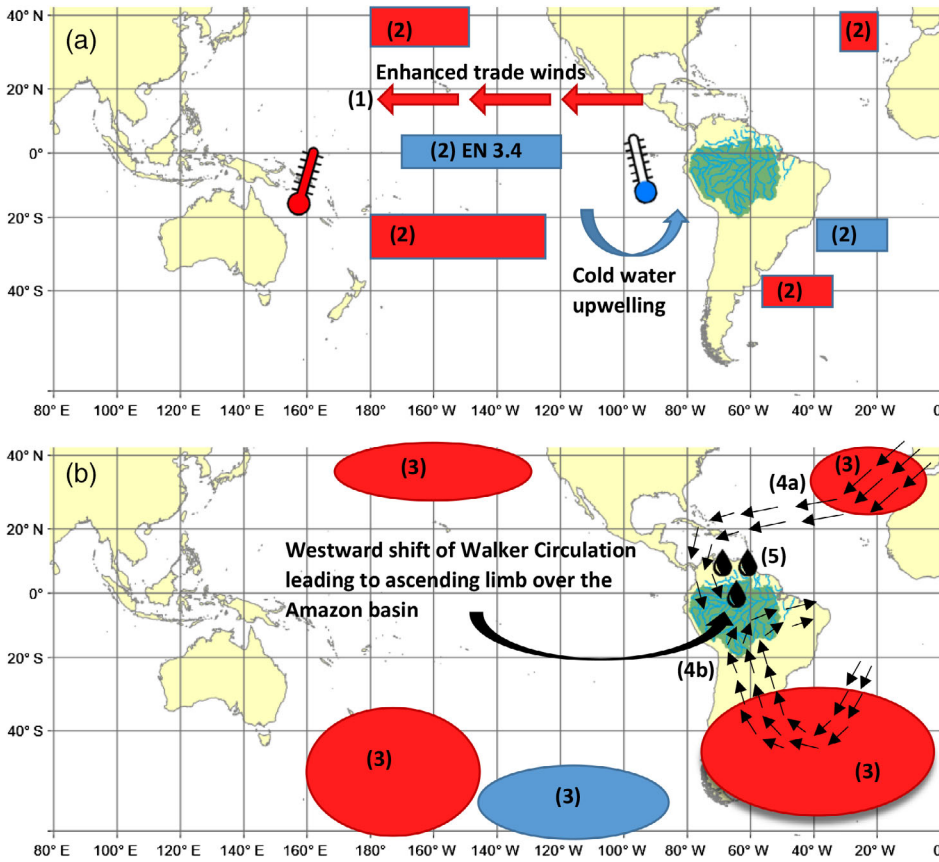 (a)
40° N
(2)
(2)
Enhanced trade winds
20° N
(1)
0°
(2) EN 3.4
20° S
(2)
(2)
Cold water
upwelling
40° S
(2)
80° E 100° E 120° E 140° E 160° E 180° 160° W 140° W 120° W 100° W 80° W 60° W 40° W 20° W 0
(b)
40° N
(3)
(3)
(4a)
20° N
Westward shift of Walker Circulation
leading to ascending limb over the
Amazon basin
(5)
0°
20° S
(4b)
40° S
(3)
(3)
(3)
80° E 100° E 120° E 140° E 160° E 180° 160° W 140° W 120° W 100° W 80° W 60° W 40° W 20° W 0